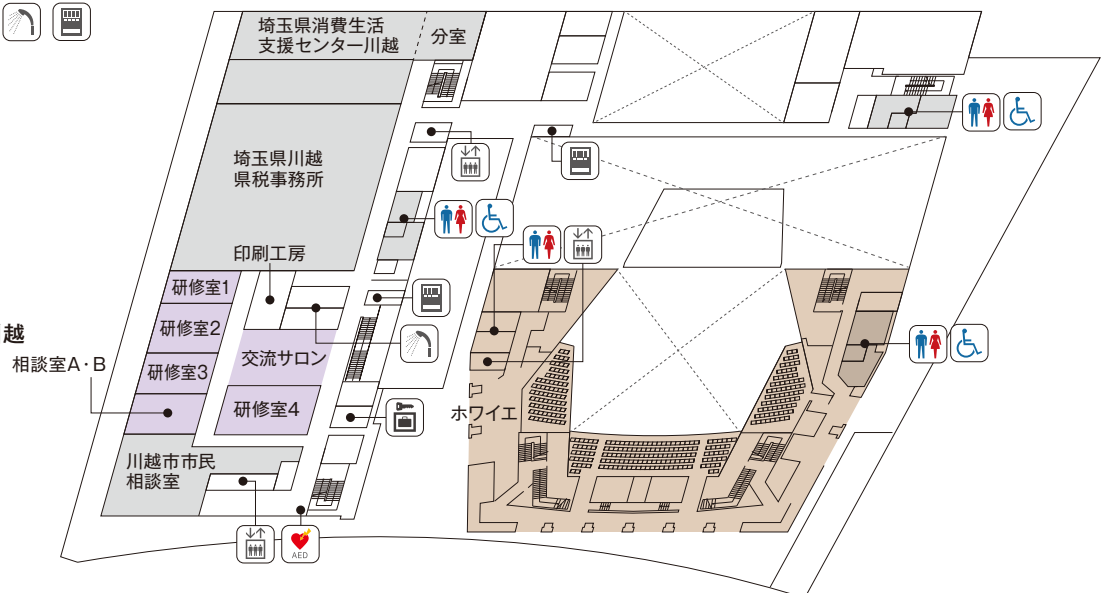 埼玉県消費生活
支援センター川越
分室
埼玉県川越
県税事務所
印刷工房
研修室1
研修室2
越
交流サロン
相談室A・B
研修室3
研修室4
ホワイエ
川越市市民
相談室
AED